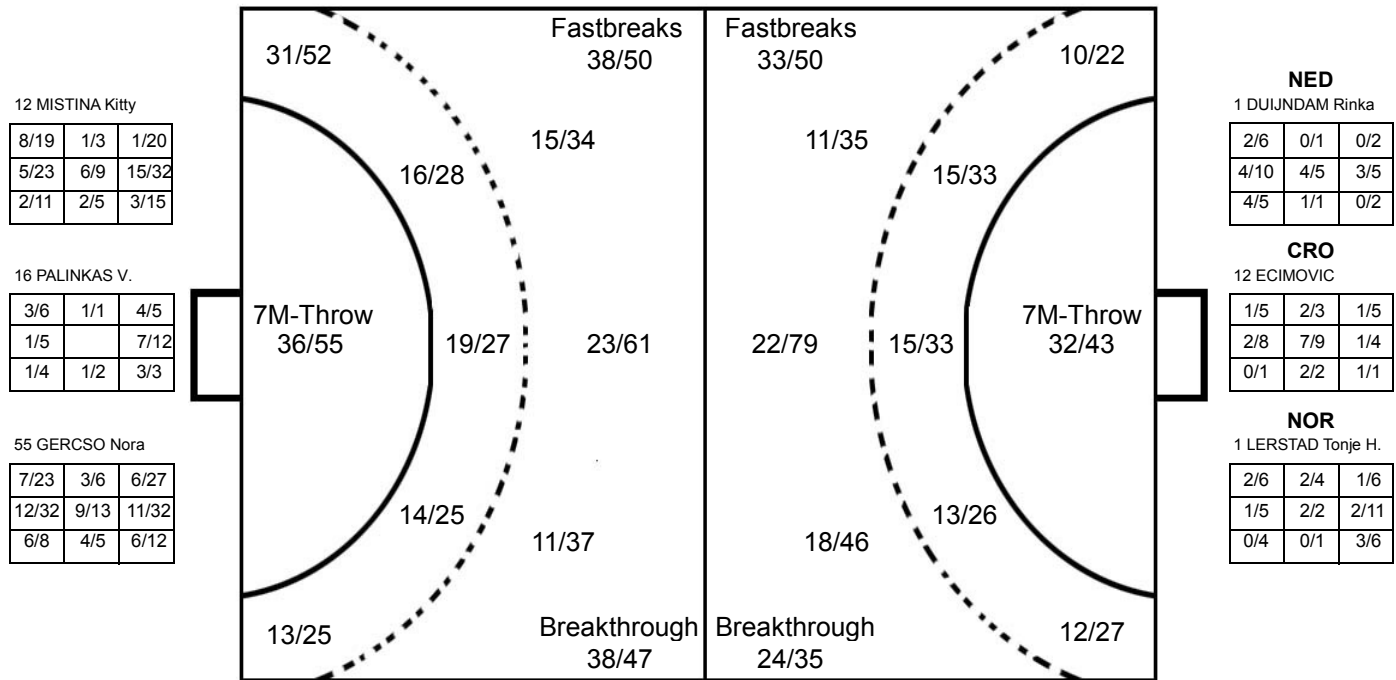 12 MISTINA Kitty
8/19 1/3 1/20
5/23 6/9 15/32
2/11 2/5 3/15
16 PALINKAS V.
3/6 1/1 4/5
1/5 7/12
1/4 1/2 3/3
55 GERCSO Nora
7/23 3/6 6/27
12/32 9/13 11/32
6/8 4/5 6/12
31/52
Fastbreaks
38/50
15/34
16/28
7M-Throw
36/55
19/27
23/61
14/25
11/37
13/25
Breakthrough
38/47
Fastbreaks
33/50
10/22
11/35
15/33
22/79
15/33
7M-Throw
32/43
13/26
18/46
12/27
Breakthrough
24/35
NED
1 DUIJNDAM Rinka
2/6 0/1 0/2
4/10 4/5 3/5
4/5 1/1 0/2
CRO
12 ECIMOVIC
1/5 2/3 1/5
2/8 7/9 1/4
0/1 2/2 1/1
NOR
1 LERSTAD Tonje H.
2/6 2/4 1/6
1/5 2/2 2/11
0/4 0/1 3/6